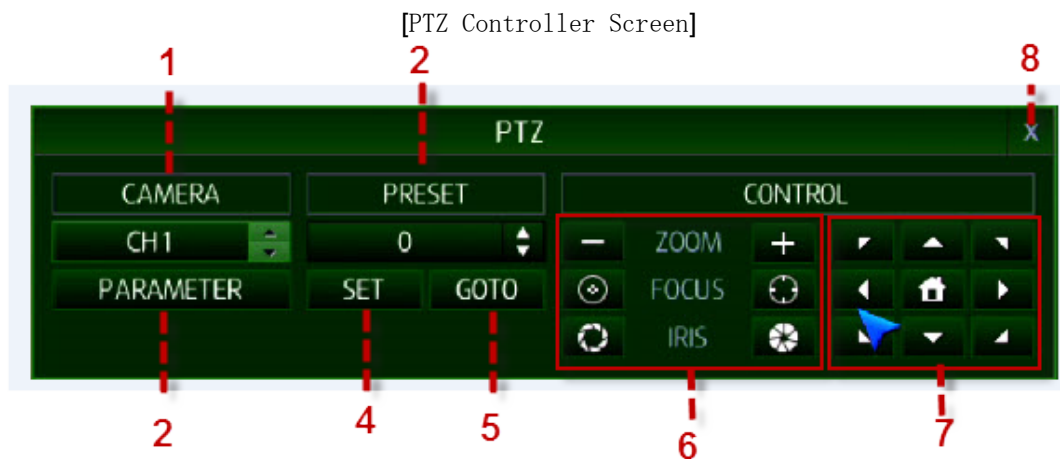 [PTZ Controller Screen]
1 2 8
PTZ X
CAMERA PRESET CONTROL
CH1 0 ZOOM
PARAMETER SET GOTO FOCUS
IRIS
2 4 5 6 7